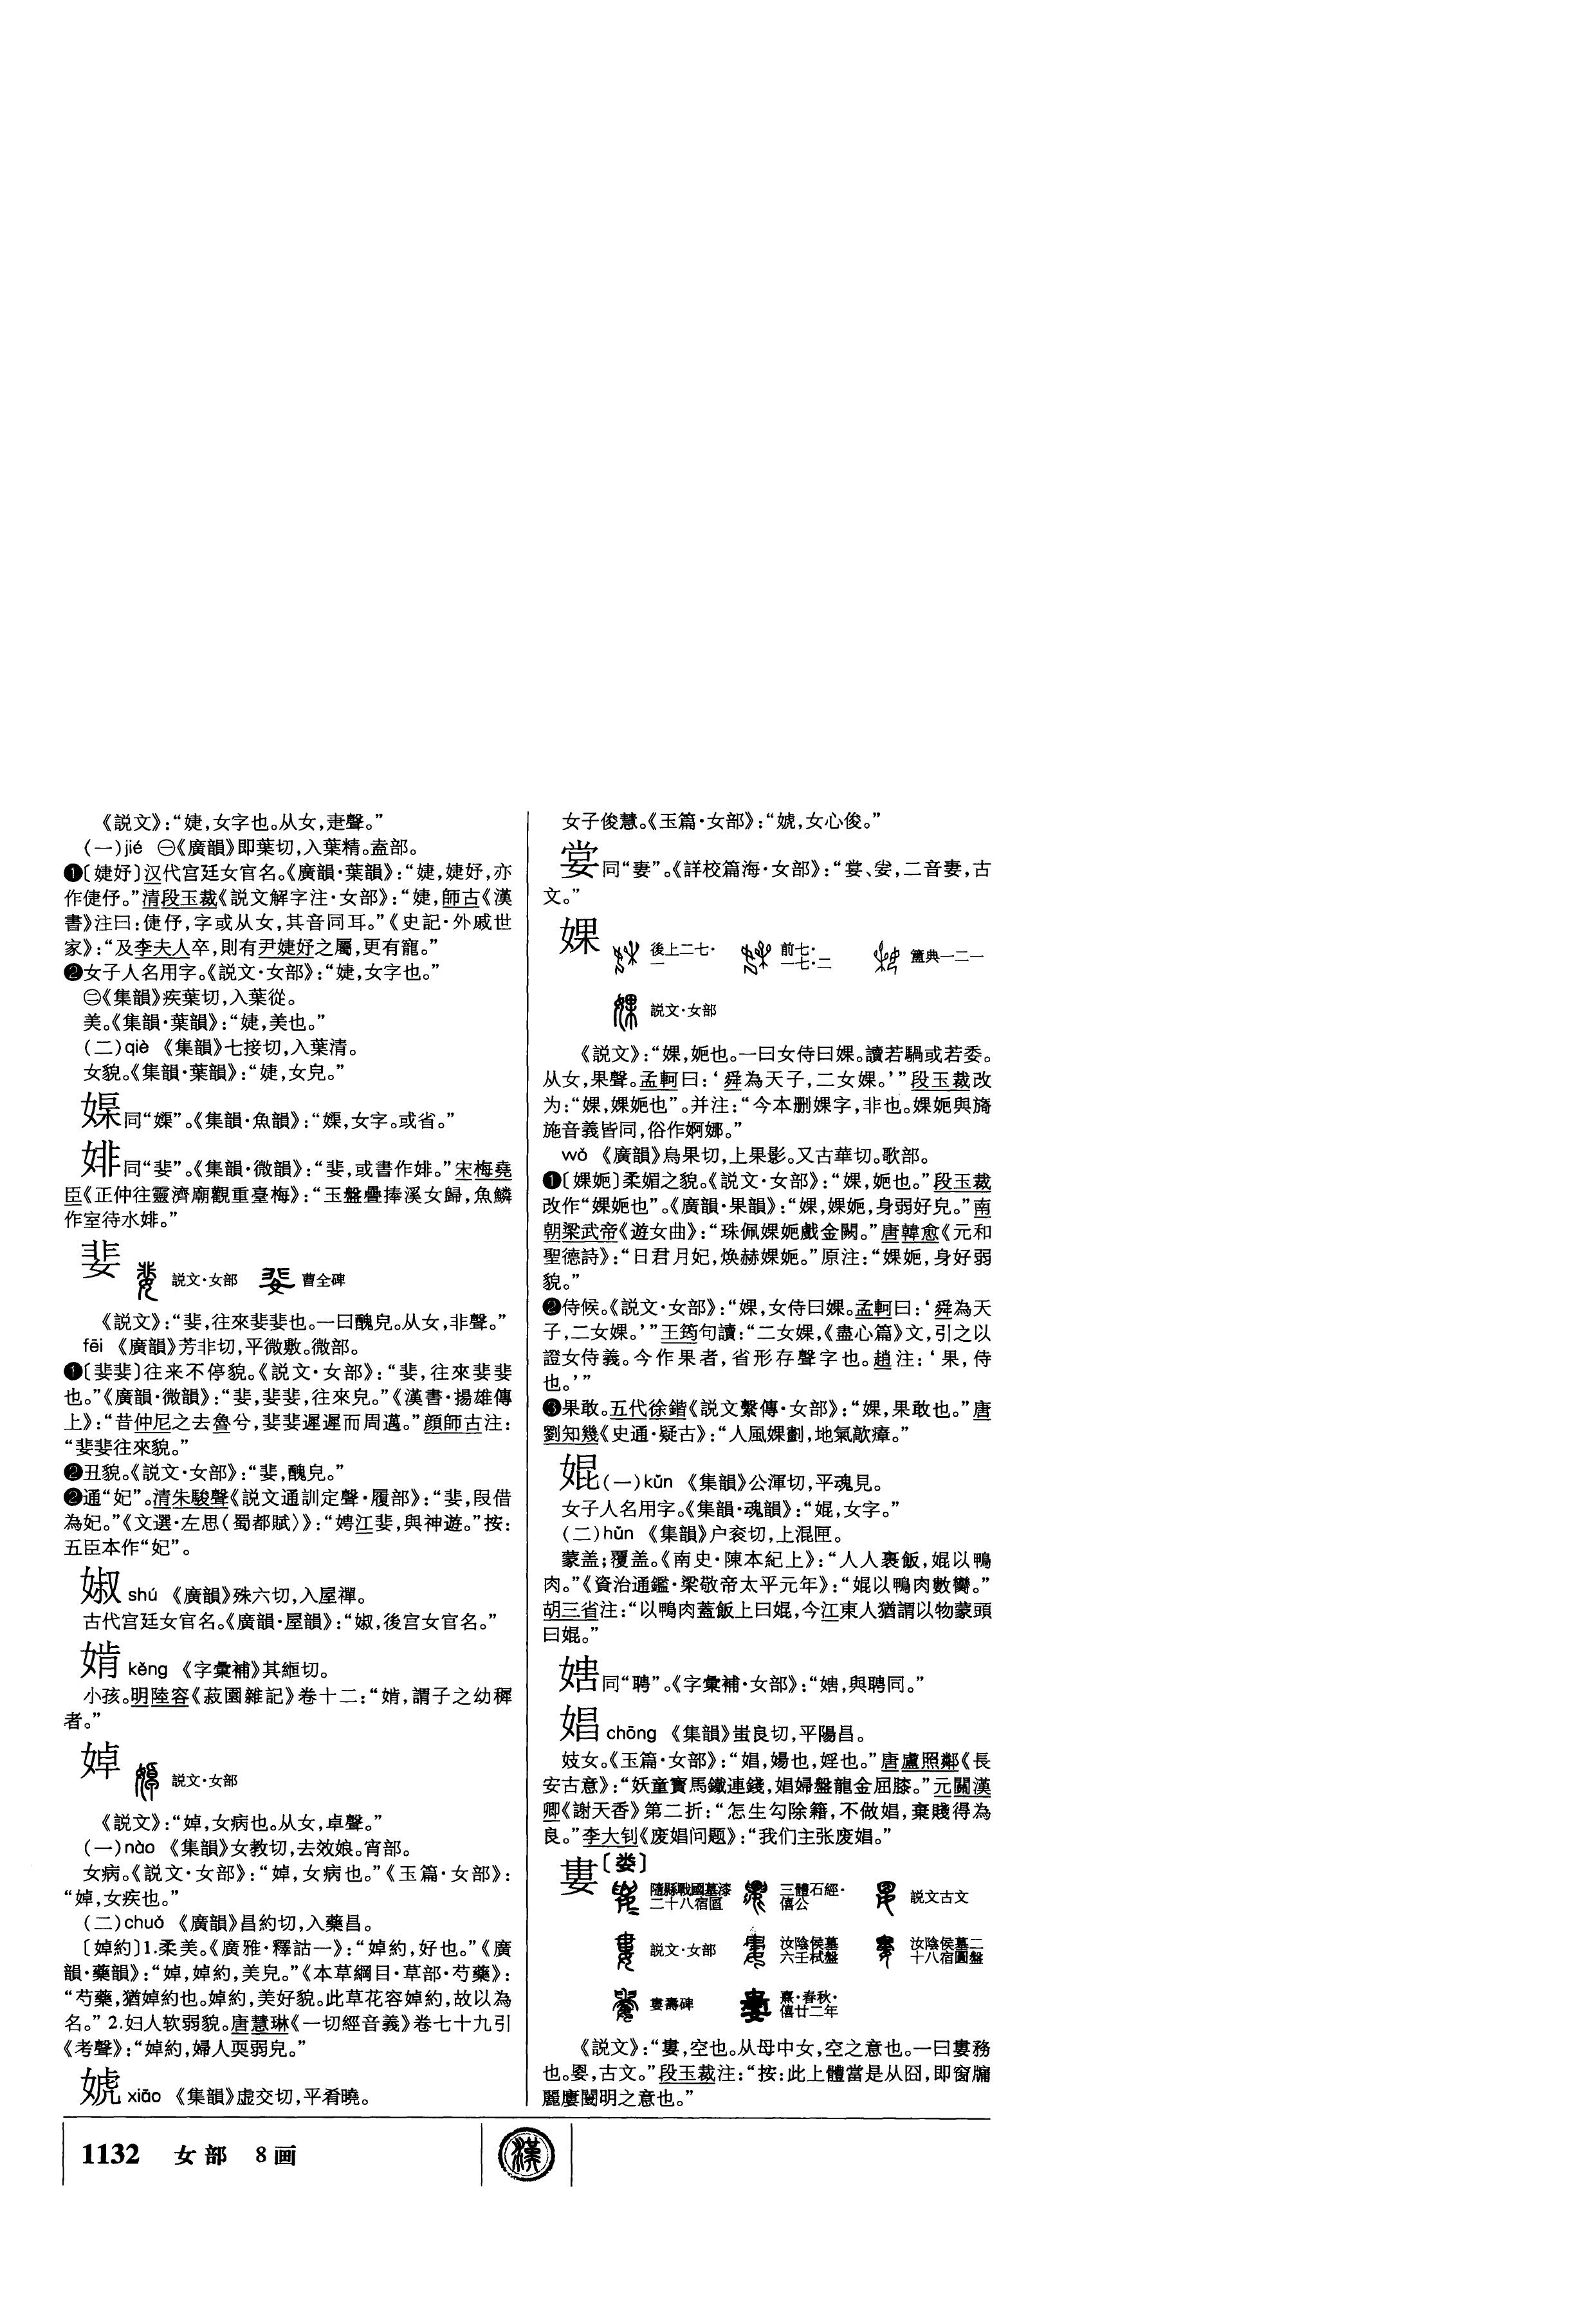 《説文》：“婕，女字也。从女，疌聲。”
（一）jié ㊀《廣韻》即葉切，入葉精。盍部。
❶〔婕妤〕汉代宫廷女官名。《廣韻·葉韻》：“婕，婕妤，亦
作倢伃。”清段玉裁《説文解字注·女部》：“婕，師古《漢
書》注曰：倢伃，字或从女，其音同耳。”《史記·外戚世
家》：“及李夫人卒，則有尹婕妤之屬，更有寵。”
❷女子人名用字。《説文·女部》：“婕，女字也。”
㊁《集韻》疾葉切，入葉從。
美。《集韻·葉韻》：“婕，美也。”
（二）qiè 《集韻》七接切，入葉清。
女貌。《集韻·葉韻》：“婕，女皃。”
同“㜘”。《集韻·魚韻》：“㜘，女字。或省。”
婔 同“婓”。《集韻·微韻》：“婓，或書作婔。”宋梅堯
臣《正仲往靈濟廟觀重臺梅》：“玉盤疊捧溪女歸，魚鱗
作室待水婔。”
婓 説文·女部 曹全碑
《説文》：“婓，往來婓婓也。一曰醜皃。从女，非聲。”
fēi 《廣韻》芳非切，平微敷。微部。
❶〔婓婓〕往来不停貌。《説文·女部》：“婓，往來婓婓
也。”《廣韻·微韻》：“婓，婓婓，往來皃。”《漢書·揚雄傳
上》：“昔仲尼之去魯兮，婓婓遲遲而周邁。”顔師古注：
“婓婓往來貌。”
❷丑貌。《説文·女部》：“婓，醜皃。”
❷通“妃”。清朱駿聲《説文通訓定聲·履部》：“婓，叚借
為妃。”《文選·左思〈蜀都賦〉》：“娉江婓，與神遊。”按：
五臣本作“妃”。
婌 shú 《廣韻》殊六切，入屋禪。
古代宫廷女官名。《廣韻·屋韻》：“婌，後宫女官名。”
㛢 kěng 《字彙補》其緪切。
小孩。明陸容《菽園雜記》卷十二：“㛢，謂子之幼穉
者。”
婥 説文·女部
《説文》：“婥，女病也。从女，卓聲。”
（一）nào 《集韻》女教切，去效娘。宵部。
女病。《説文·女部》：“婥，女病也。”《玉篇·女部》：
“婥，女疾也。”
（二）chuò 《廣韻》昌約切，入藥昌。
〔婥約〕1.柔美。《廣雅·釋詁一》：“婥約，好也。”《廣
韻·藥韻》：“婥，婥約，美皃。”《本草綱目·草部·芍藥》：
“芍藥，猶婥約也。婥約，美好貌。此草花容婥約，故以為
名。” 2.妇人软弱貌。唐慧琳《一切經音義》卷七十九引
《考聲》：“婥約，婦人耎弱皃。”
婋 xiāo 《集韻》虚交切，平肴曉。
女子俊慧。《玉篇·女部》：“婋，女心俊。”
同“妻”。《詳校篇海·女部》：“㛸、㚼，二音妻，古
文。”
婐 後上二七· 前七· 簠典一二一
一 一七·二
説文·女部
《説文》：“婐，妮也。一曰女侍曰婐。讀若騧或若委。
从女，果聲。孟軻曰：‘舜為天子，二女婐。’”段玉裁改
为：“婐，婐妮也”。并注：“今本删婐字，非也。婐妮與旖
施音義皆同，俗作婀娜。”
wǒ 《廣韻》烏果切，上果影。又古華切。歌部。
❶〔婐妮〕柔媚之貌。《説文·女部》：“婐，妮也。”段玉裁
改作“婐妮也”。《廣韻·果韻》：“婐，婐妮，身弱好皃。”南
朝梁武帝《遊女曲》：“珠佩婐妮戲金闕。”唐韓愈《元和
聖德詩》：“日君月妃，焕赫婐妮。”原注：“婐妮，身好弱
貌。”
❷侍候。《説文·女部》：“婐，女侍曰婐。孟軻曰：‘舜為天
子，二女婐。’”王筠句讀：“二女婐，《盡心篇》文，引之以
證女侍義。今作果者，省形存聲字也。趙注：‘果，侍
也。’”
❸果敢。五代徐鍇《説文繫傳·女部》：“婐，果敢也。”唐
劉知幾《史通·疑古》：“人風婐劃，地氣歊瘴。”
婫（一）kūn 《集韻》公渾切，平魂見。
女子人名用字。《集韻·魂韻》：“婫，女字。”
（二）hǔn 《集韻》户衮切，上混匣。
蒙盖；覆盖。《南史·陳本紀上》：“人人裹飯，婫以鴨
肉。”《資治通鑑·梁敬帝太平元年》：“婫以鴨肉數臠。”
胡三省注：“以鴨肉蓋飯上曰婫，今江東人猶謂以物蒙頭
曰婫。”
同“聘”。《字彙補·女部》：“㛹，與聘同。”
娼 chāng 《集韻》蚩良切，平陽昌。
妓女。《玉篇·女部》：“娼，婸也，婬也。”唐盧照鄰《長
安古意》：“妖童寶馬鐵連錢，娼婦盤龍金屈膝。”元關漢
卿《謝天香》第二折：“怎生勾除籍，不做娼，棄賤得為
良。”李大钊《废娼问题》：“我们主张废娼。”
婁〔娄〕
隨縣戰國墓漆 三體石經· 説文古文
二十八宿匫 僖公
説文·女部 汝陰侯墓 汝陰侯墓二
六壬栻盤 十八宿圓盤
婁壽碑 熹·春秋·
僖廿二年
《説文》：“婁，空也。从母中女，空之意也。一曰婁務
也。𡝤，古文。”段玉裁注：“按：此上體當是从囧，即窗牖
麗廔闓明之意也。”
1132 女部 8画
漢